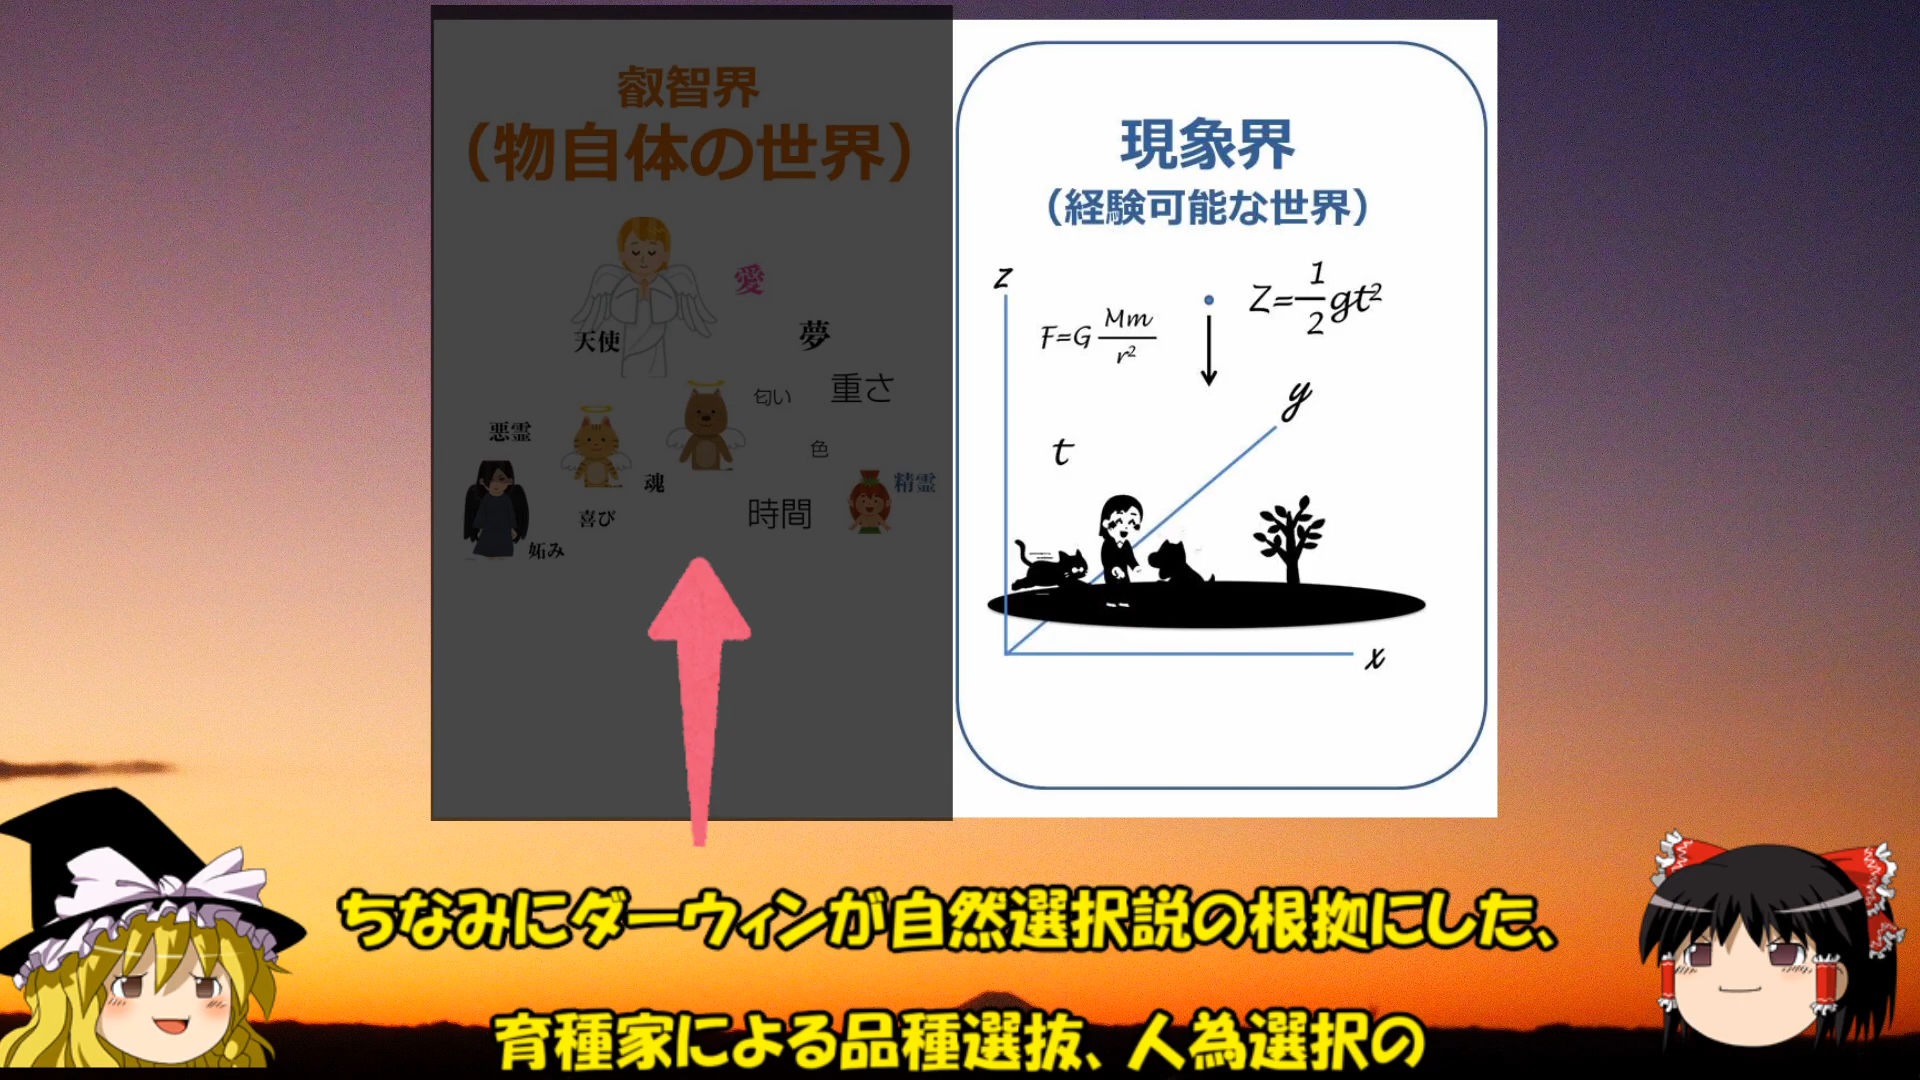 叡智界
（物自体の世界）
愛
天使
夢
匂い
重さ
悪霊
色
魂
精霊
喜び
時間
妬み
現象界
（経験可能な世界）
z
F=G Mm/r²
Z=1/2gt²
y
t
x
ちなみにダーウィンが自然選択説の根拠にした、
育種家による品種選抜、人為選択の